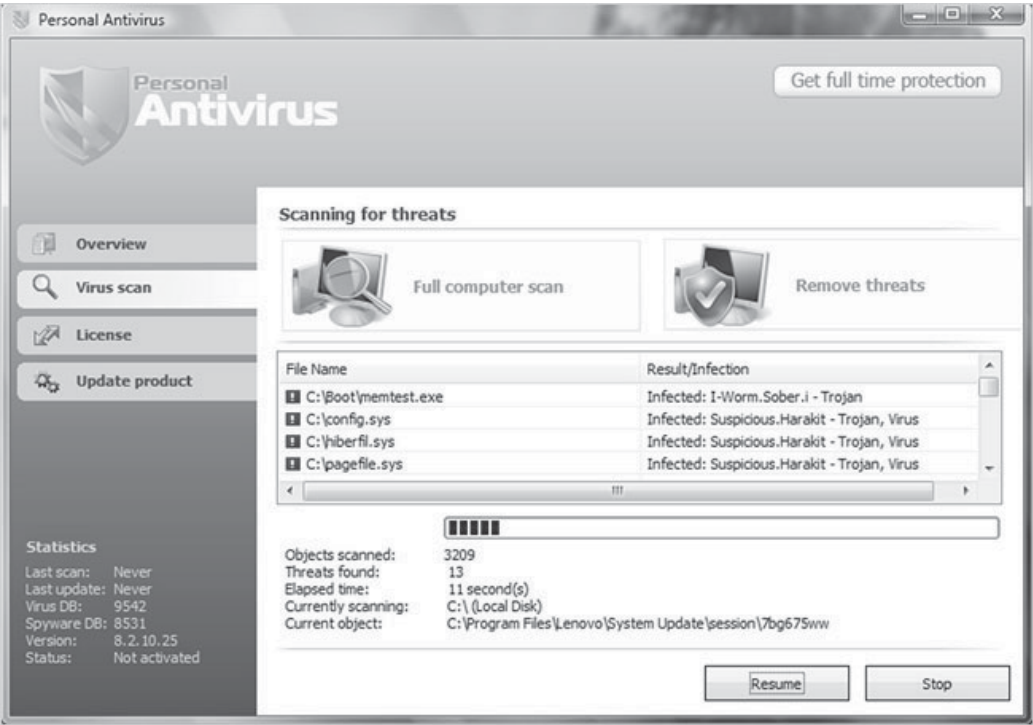 Personal Antivirus
Personal
Antivirus
Get full time protection
Overview
Virus scan
License
Update product
Scanning for threats
Full computer scan
Remove threats
File Name Result/Infection
C:\Boot\memtest.exe Infected: I-Worm.Sober.i - Trojan
C:\config.sys Infected: Suspicious.Harakit - Trojan, Virus
C:\hiberfil.sys Infected: Suspicious.Harakit - Trojan, Virus
C:\pagefile.sys Infected: Suspicious.Harakit - Trojan, Virus
Objects scanned: 3209
Threats found: 13
Elapsed time: 11 second(s)
Currently scanning: C:\ (Local Disk)
Current object: C:\Program Files\Lenovo\System Update\session\7bg675ww
Statistics
Last scan: Never
Last update: Never
Virus DB: 9542
Spyware DB: 8531
Version: 8.2.10.25
Status: Not activated
Resume
Stop